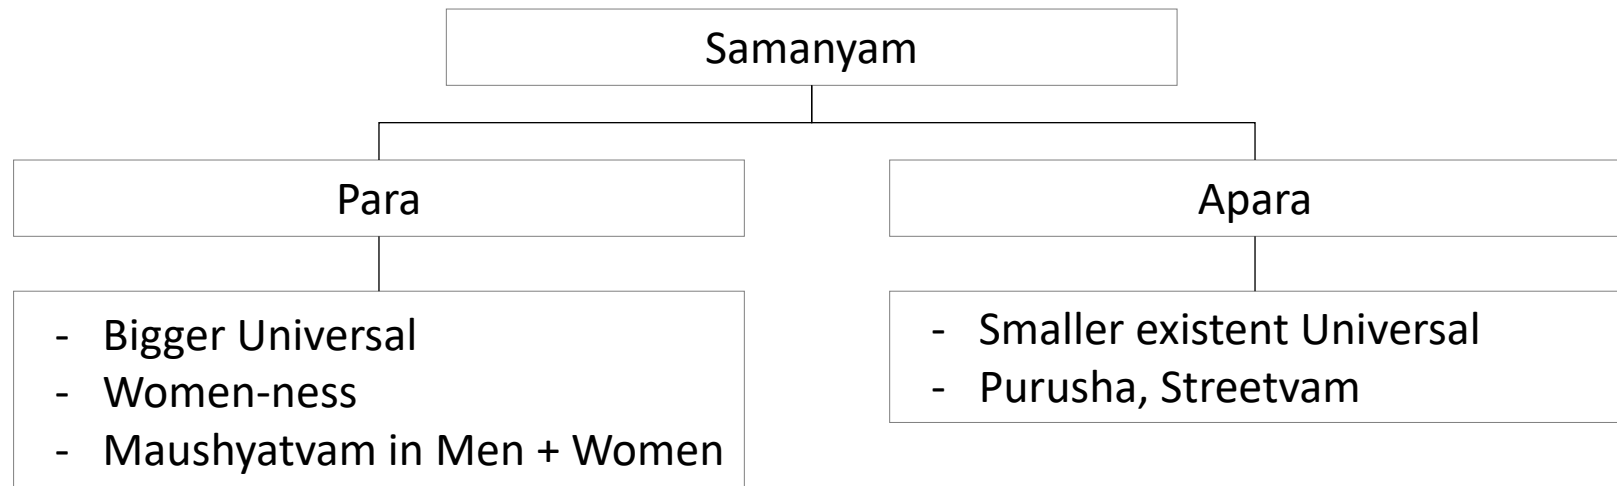 Samanyam
Para
Apara
- Bigger Universal
- Women-ness
- Maushyatvam in Men + Women
- Smaller existent Universal
- Purusha, Streetvam